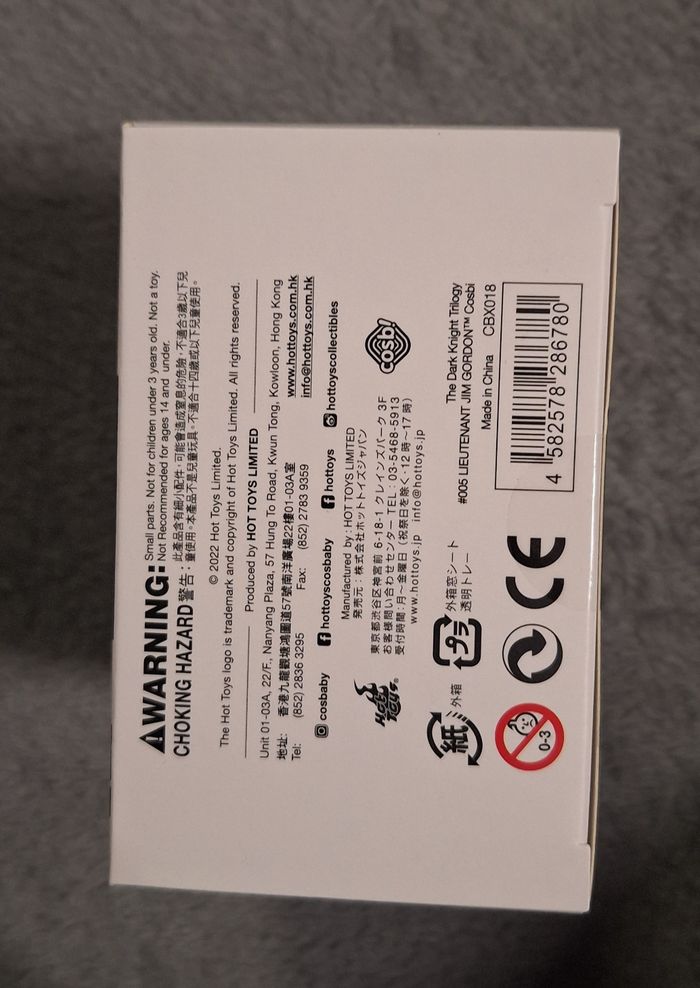 WARNING: Small parts. Not for children under 3 years old. Not a toy.
Not Recommended for ages 14 and under.
CHOKING HAZARD 警告： 此產品含有細小配件，可能會造成窒息的危險，不適合3歲以下兒
童使用。本產品不是兒童玩具。不適合十四歲或以下兒童使用。
© 2022 Hot Toys Limited.
The Hot Toys logo is trademark and copyright of Hot Toys Limited. All rights reserved.
Produced by HOT TOYS LIMITED
Unit 01-03A, 22/F., Nanyang Plaza, 57 Hung To Road, Kwun Tong, Kowloon, Hong Kong
地址: 香港九龍觀塘鴻圖道57號南洋廣場22樓01-03A室 www.hottoys.com.hk
Tel: (852) 2836 3295 Fax: (852) 2783 9359 info@hottoys.com.hk
cosbaby hottoyscosbaby hottoys hottoyscollectibles
HOT TOYS®
Manufactured by : HOT TOYS LIMITED
発売元：株式会社ホットトイズジャパン
東京都渋谷区神宮前 6-18-1 クレインズパーク 3F
お客様問い合わせセンター TEL : 03-5468-5913
受付時間：月～金曜日（祝祭日を除く・12 時～17 時）
www.hottoys.jp info@hottoys.jp
cosbi
紙 外箱
プラ 外箱窓シート
透明トレー
The Dark Knight Trilogy
#005 LIEUTENANT JIM GORDON™ Cosbi
Made in China CBX018
0-3
CE
4 582578 286780